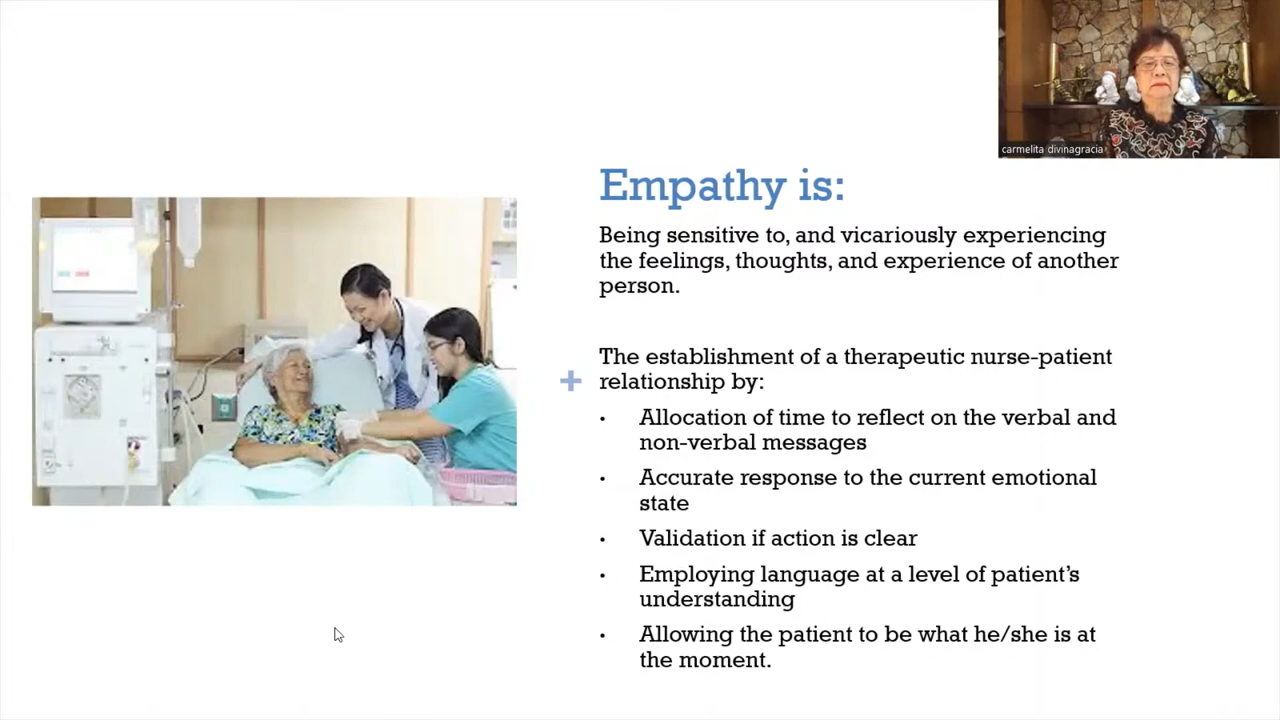 carmelita divinagracia
Empathy is:
Being sensitive to, and vicariously experiencing
the feelings, thoughts, and experience of another
person.
The establishment of a therapeutic nurse-patient
+ relationship by:
• Allocation of time to reflect on the verbal and
non-verbal messages
• Accurate response to the current emotional
state
• Validation if action is clear
• Employing language at a level of patient’s
understanding
• Allowing the patient to be what he/she is at
the moment.